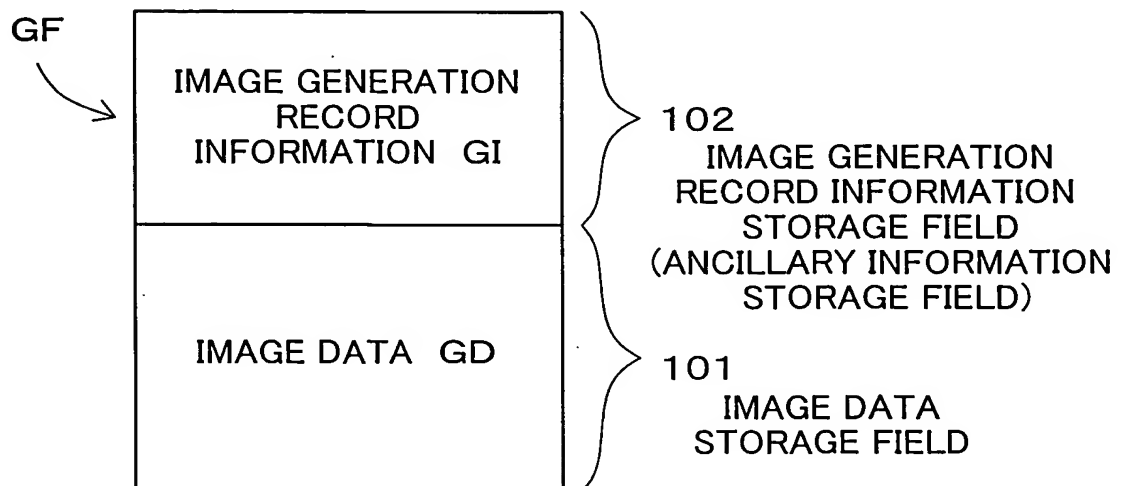 GF
IMAGE GENERATION
RECORD
INFORMATION GI
102
IMAGE GENERATION
RECORD INFORMATION
STORAGE FIELD
(ANCILLARY INFORMATION
STORAGE FIELD)
IMAGE DATA GD
101
IMAGE DATA
STORAGE FIELD